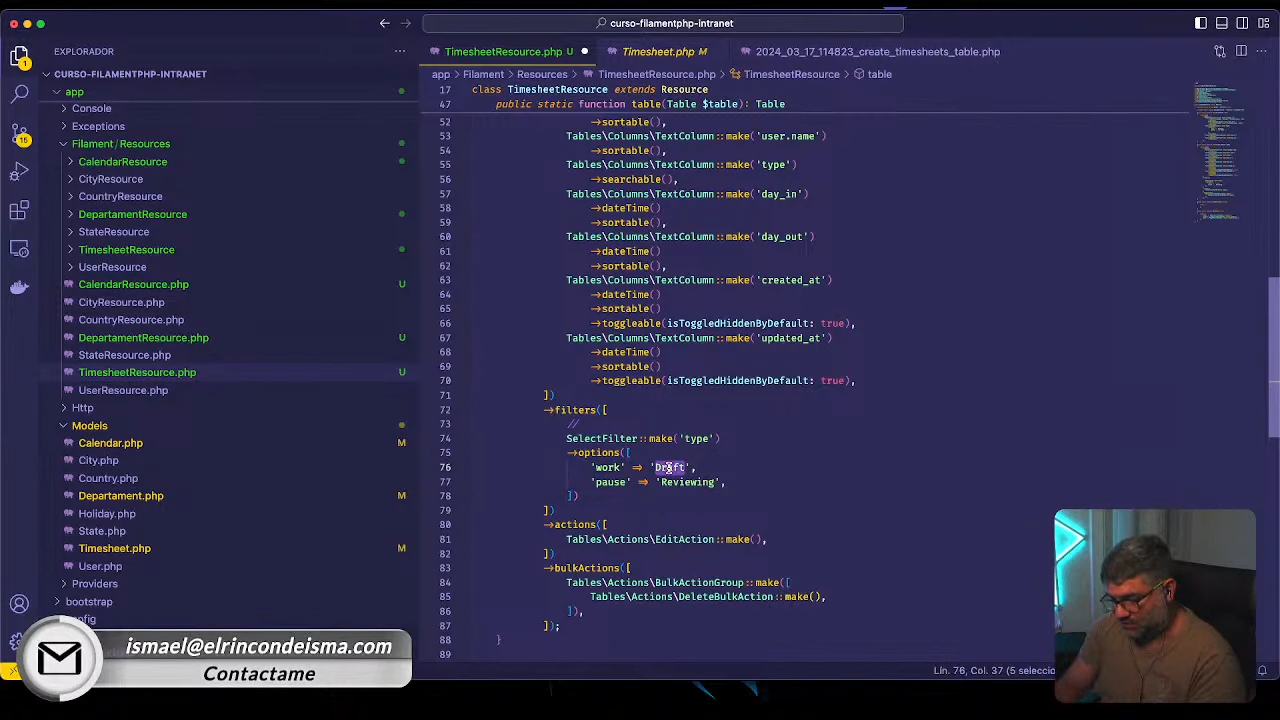 curso-filamentphp-intranet
EXPLORADOR
TimesheetResource.php U
Timesheet.php M
2024_03_17_114823_create_timesheets_table.php
CURSO-FILAMENTPHP-INTRANET
app > Filament > Resources > TimesheetResource.php > TimesheetResource > table
app
Console
Exceptions
Filament / Resources
CalendarResource
CityResource
CountryResource
DepartamentResource
StateResource
TimesheetResource
UserResource
CalendarResource.php U
CityResource.php
CountryResource.php
DepartamentResource.php U
StateResource.php
TimesheetResource.php U
UserResource.php
Http
Models
Calendar.php M
City.php
Country.php
Departament.php M
Holiday.php
State.php
Timesheet.php M
User.php
Providers
bootstrap
17 class TimesheetResource extends Resource
47 public static function table(Table $table): Table
52 ->sortable(),
53 Tables\Columns\TextColumn::make('user.name')
54 ->sortable(),
55 Tables\Columns\TextColumn::make('type')
56 ->searchable(),
57 Tables\Columns\TextColumn::make('day_in')
58 ->dateTime()
59 ->sortable(),
60 Tables\Columns\TextColumn::make('day_out')
61 ->dateTime()
62 ->sortable(),
63 Tables\Columns\TextColumn::make('created_at')
64 ->dateTime()
65 ->sortable()
66 ->toggleable(isToggledHiddenByDefault: true),
67 Tables\Columns\TextColumn::make('updated_at')
68 ->dateTime()
69 ->sortable()
70 ->toggleable(isToggledHiddenByDefault: true),
71 ])
72 ->filters([
73 //
74 SelectFilter::make('type')
75 ->options([
76 'work' => 'Draft',
77 'pause' => 'Reviewing',
78 ])
79 ])
80 ->actions([
81 Tables\Actions\EditAction::make(),
82 ])
83 ->bulkActions([
84 Tables\Actions\BulkActionGroup::make([
85 Tables\Actions\DeleteBulkAction::make(),
86 ]),
87 ]);
88 }
89
1
15
ismael@elrincondeisma.com
Contactame
Lín. 76, Col. 37 (5 selecció